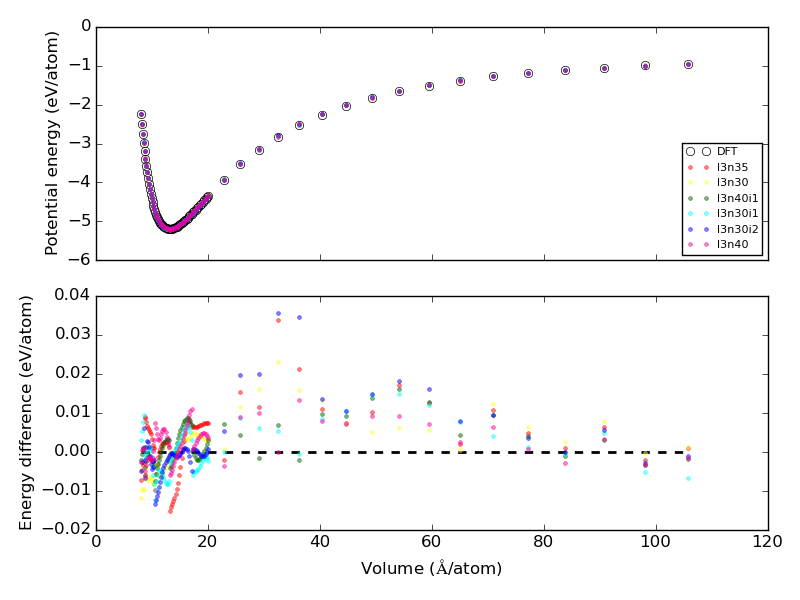 0
−1
−2
−3
−4
−5
−6
Potential energy (eV/atom)
DFT
l3n35
l3n30
l3n40i1
l3n30i1
l3n30i2
l3n40
0.04
0.03
0.02
0.01
0.00
−0.01
−0.02
Energy difference (eV/atom)
0 20 40 60 80 100 120
Volume (Å/atom)